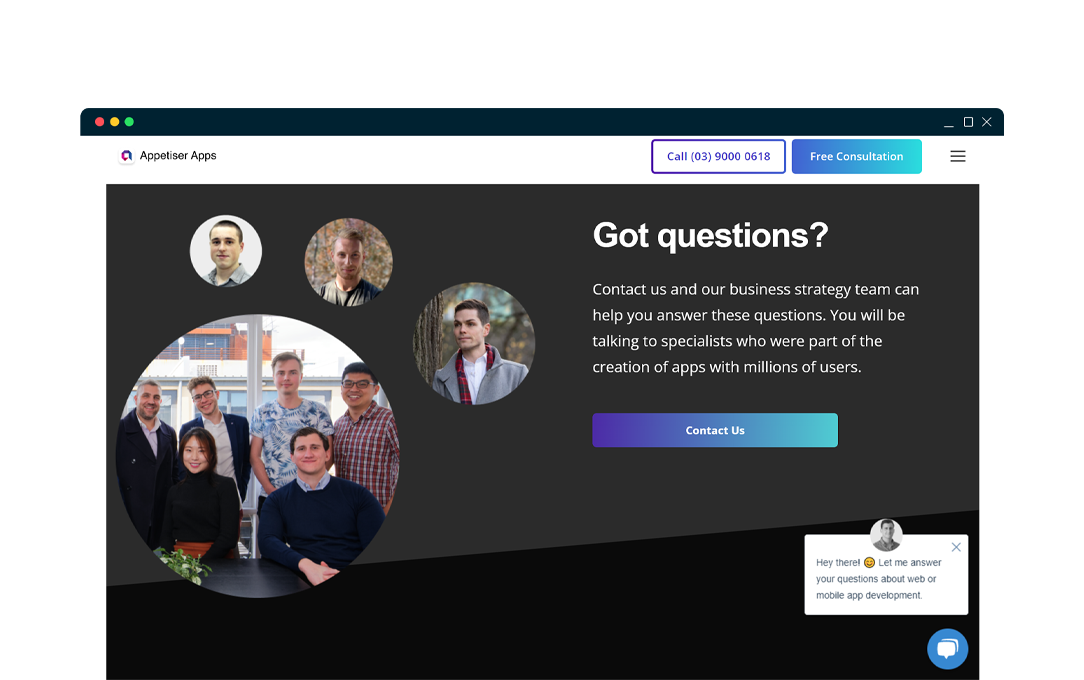 Appetiser Apps
Call (03) 9000 0618
Free Consultation
Got questions?
Contact us and our business strategy team can
help you answer these questions. You will be
talking to specialists who were part of the
creation of apps with millions of users.
Contact Us
Hey there! 😊 Let me answer
your questions about web or
mobile app development.